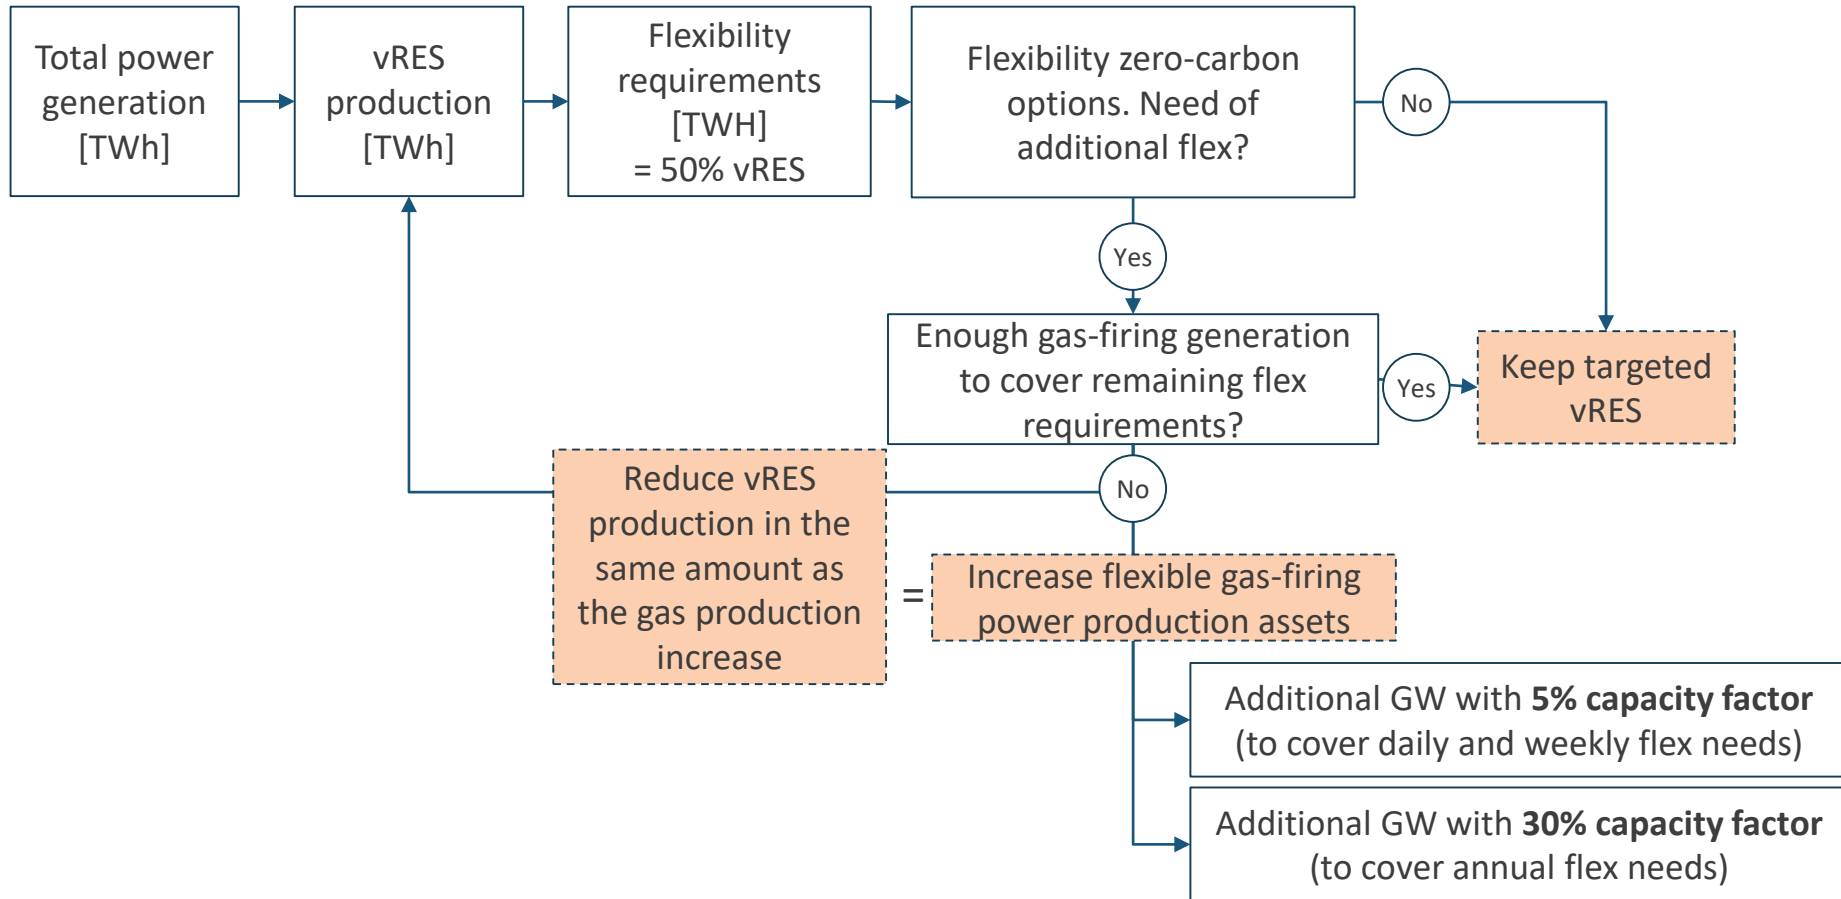 Total power
generation
[TWh]
vRES
production
[TWh]
Flexibility
requirements
[TWH]
= 50% vRES
Flexibility zero-carbon
options. Need of
additional flex?
No
Yes
Enough gas-firing generation
to cover remaining flex
requirements?
Yes
Keep targeted
vRES
No
Reduce vRES
production in the
same amount as
the gas production
increase
=
Increase flexible gas-firing
power production assets
Additional GW with 5% capacity factor
(to cover daily and weekly flex needs)
Additional GW with 30% capacity factor
(to cover annual flex needs)